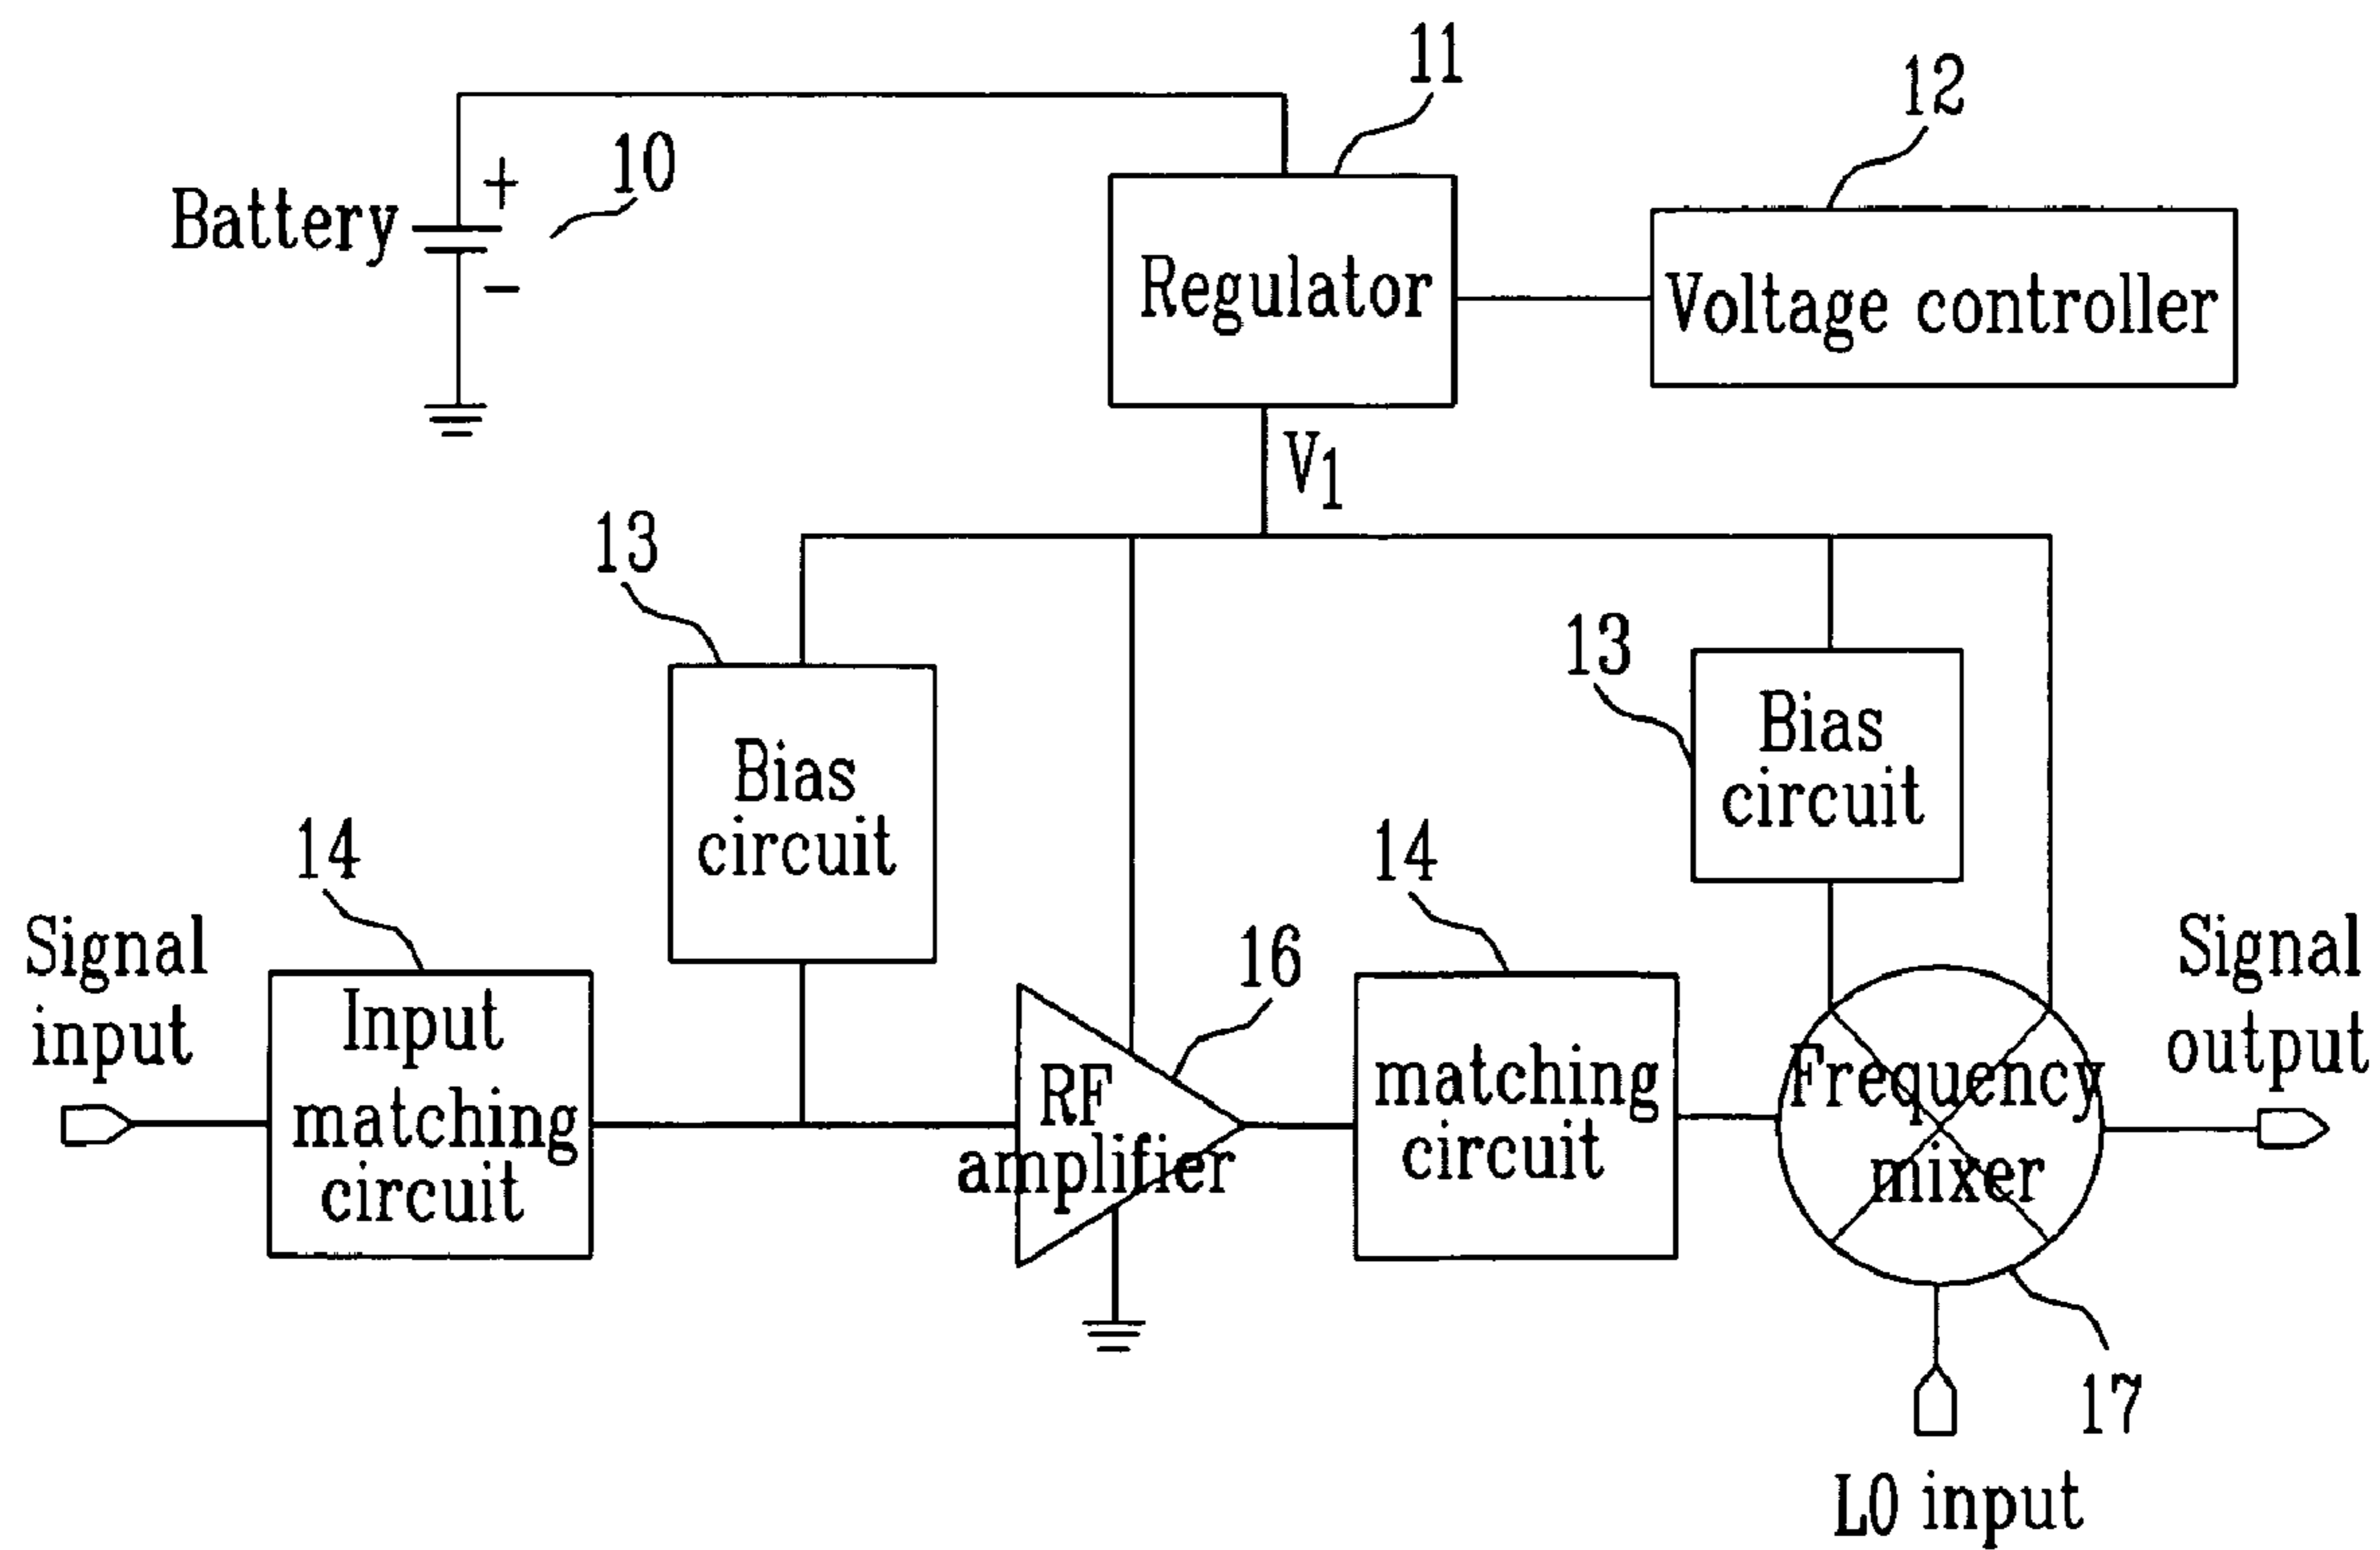 11
12
10
+
Battery
−
Regulator
Voltage controller
V1
13
13
Bias
circuit
Bias
circuit
14
14
16
Signal
input
Input
matching
circuit
RF
amplifier
matching
circuit
Frequency
mixer
Signal
output
17
LO input